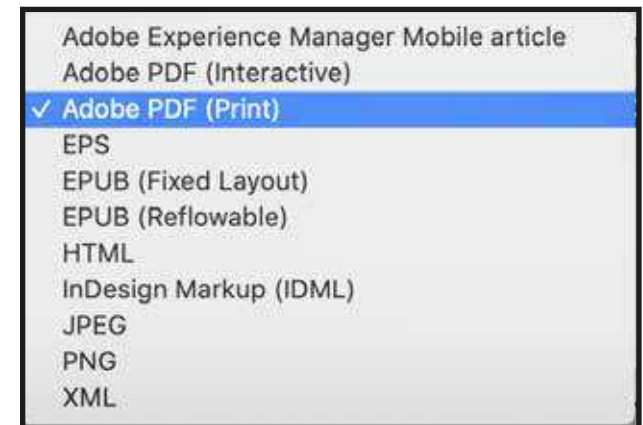 Adobe Experience Manager Mobile article
Adobe PDF (Interactive)
✓ Adobe PDF (Print)
EPS
EPUB (Fixed Layout)
EPUB (Reflowable)
HTML
InDesign Markup (IDML)
JPEG
PNG
XML